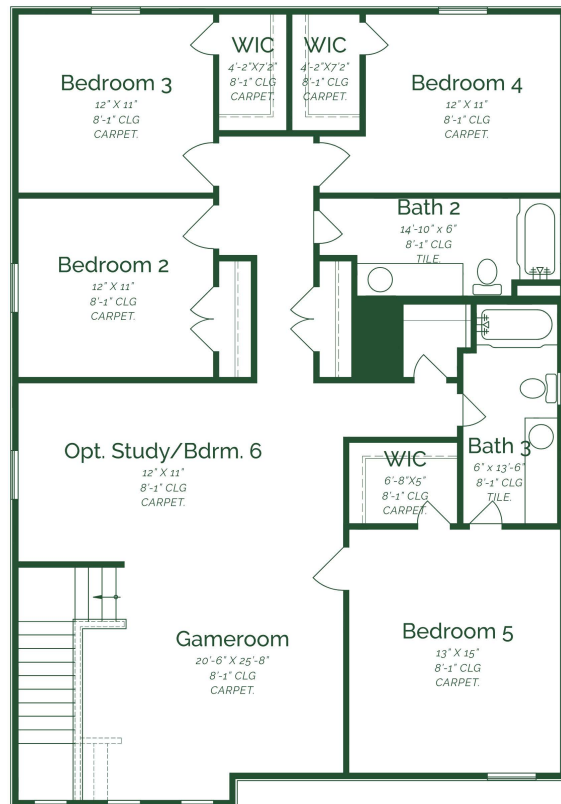 Bedroom 3
12" X 11"
8'-1" CLG
CARPET.
WIC
4'-2"X7'2"
8'-1" CLG
CARPET.
WIC
4'-2"X7'2"
8'-1" CLG
CARPET.
Bedroom 4
12" X 11"
8'-1" CLG
CARPET.
Bedroom 2
12" X 11"
8'-1" CLG
CARPET.
Bath 2
14'-10" x 6"
8'-1" CLG
TILE.
Opt. Study/Bdrm. 6
12" X 11"
8'-1" CLG
CARPET.
WIC
6'-8"X5"
8'-1" CLG
CARPET.
Bath 3
6" x 13'-6"
8'-1" CLG
TILE.
Gameroom
20'-6" X 25'-8"
8'-1" CLG
CARPET.
Bedroom 5
13" X 15"
8'-1" CLG
CARPET.